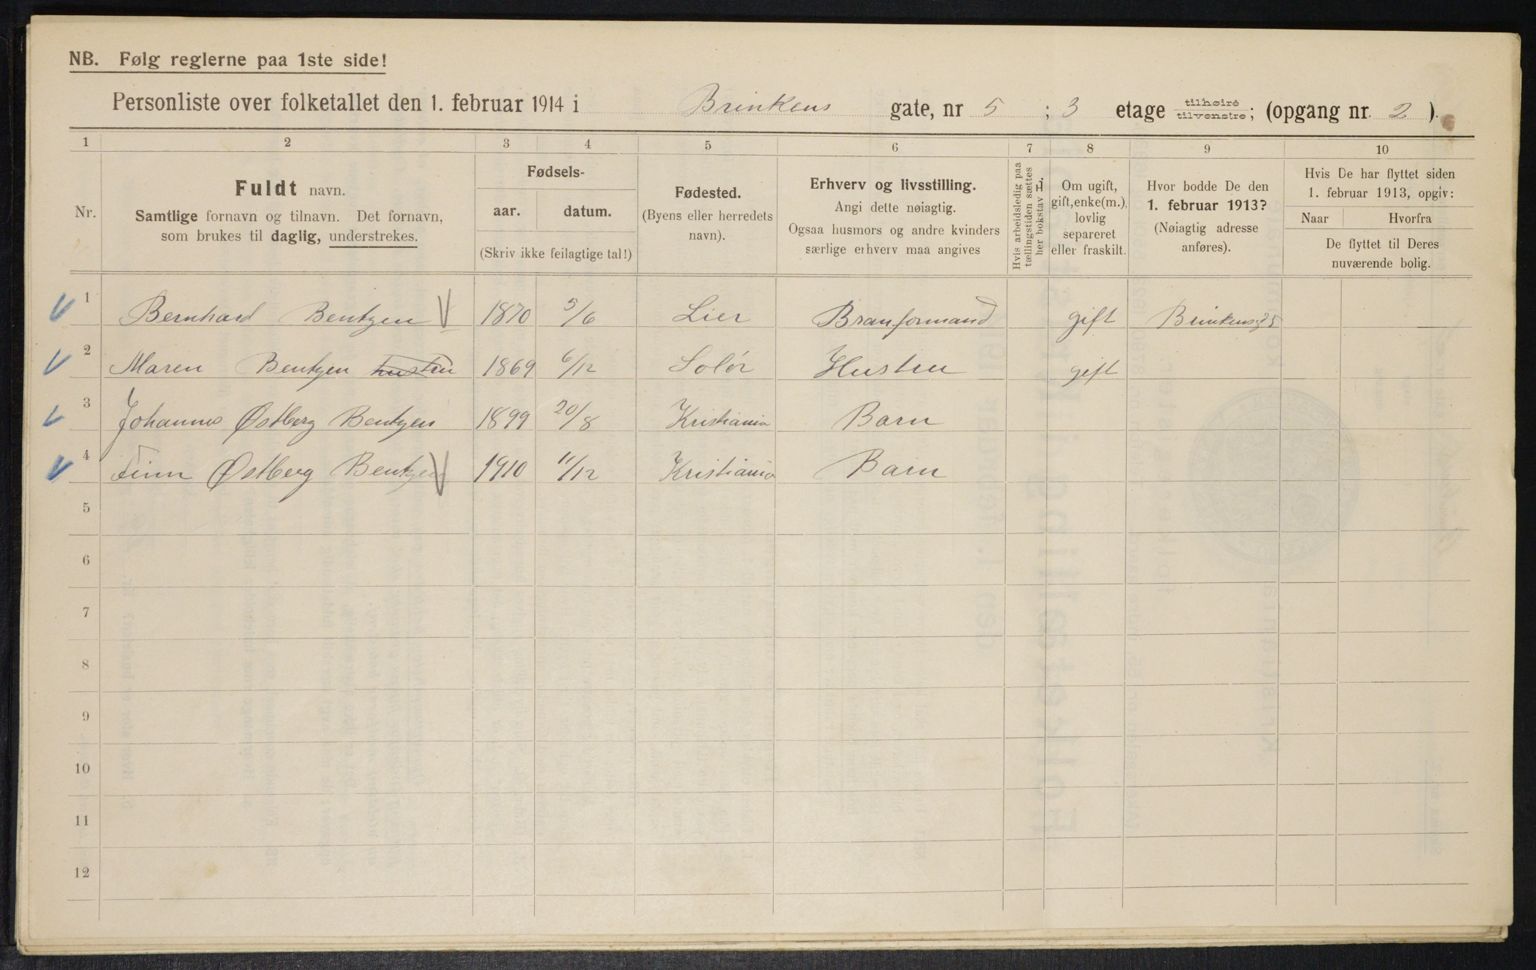 NB. Følg reglerne paa 1ste side!
Personliste over folketallet den 1. februar 1914 i Brinkens gate, nr 5 ; 3 etage tilhøire tilvenstre; (opgang nr. 2 ).
1 2 3 4 5 6 7 8 9 10
Nr.
Fuldt navn.
Samtlige fornavn og tilnavn. Det fornavn,
som brukes til daglig, understrekes.
Fødsels-
aar. datum.
(Skriv ikke feilagtige tal!)
Fødested.
(Byens eller herredets
navn).
Erhverv og livsstilling.
Angi dette nøiagtig.
Ogsaa husmors og andre kvinders
særlige erhverv maa angives
Hvis arbeidsledig paa
tællingstiden sættes
her bokstav H.
Om ugift,
gift, enke(m.),
lovlig
separeret
eller fraskilt.
Hvor bodde De den
1. februar 1913?
(Nøiagtig adresse
anføres).
Hvis De har flyttet siden
1. februar 1913, opgiv:
Naar Hvorfra
De flyttet til Deres
nuværende bolig.
1 Bernhard Bentzen 1870 5/6 Lier Branformand gift Brinkensg 5
2 Maren Bentzen hustru 1869 6/12 Solør Hustru gift
3 Johannes Østberg Bentzen 1899 20/8 Kristiania Barn
4 Finn Østberg Bentzen 1910 11/12 Kristiania Barn
5
6
7
8
9
10
11
12